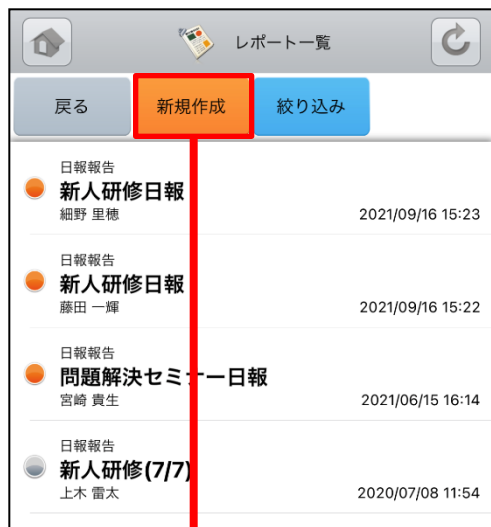 レポート一覧
戻る
新規作成
絞り込み
日報報告
新人研修日報
細野 里穂
2021/09/16 15:23
日報報告
新人研修日報
藤田 一輝
2021/09/16 15:22
日報報告
問題解決セミナー日報
宮崎 貴生
2021/06/15 16:14
日報報告
新人研修(7/7)
上木 雷太
2020/07/08 11:54